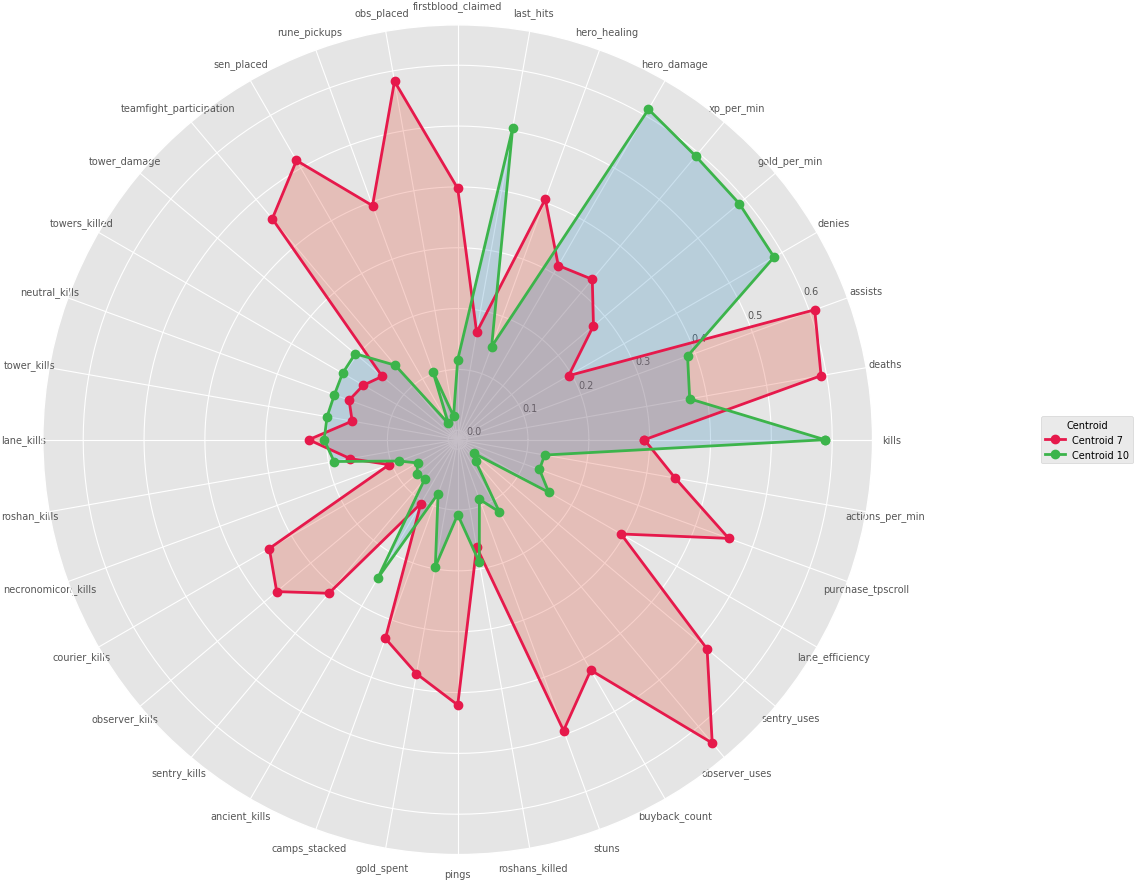 firstblood_claimed
obs_placed
last_hits
rune_pickups
hero_healing
sen_placed
hero_damage
teamfight_participation
xp_per_min
tower_damage
gold_per_min
towers_killed
denies
neutral_kills
assists
0.6
0.5
0.4
tower_kills
0.3
deaths
0.2
0.1
0.0
lane_kills
kills
Centroid
Centroid 7
Centroid 10
roshan_kills
actions_per_min
necronomicon_kills
purchase_tpscroll
courier_kills
lane_efficiency
observer_kills
sentry_uses
sentry_kills
observer_uses
ancient_kills
buyback_count
camps_stacked
stuns
gold_spent
roshans_killed
pings